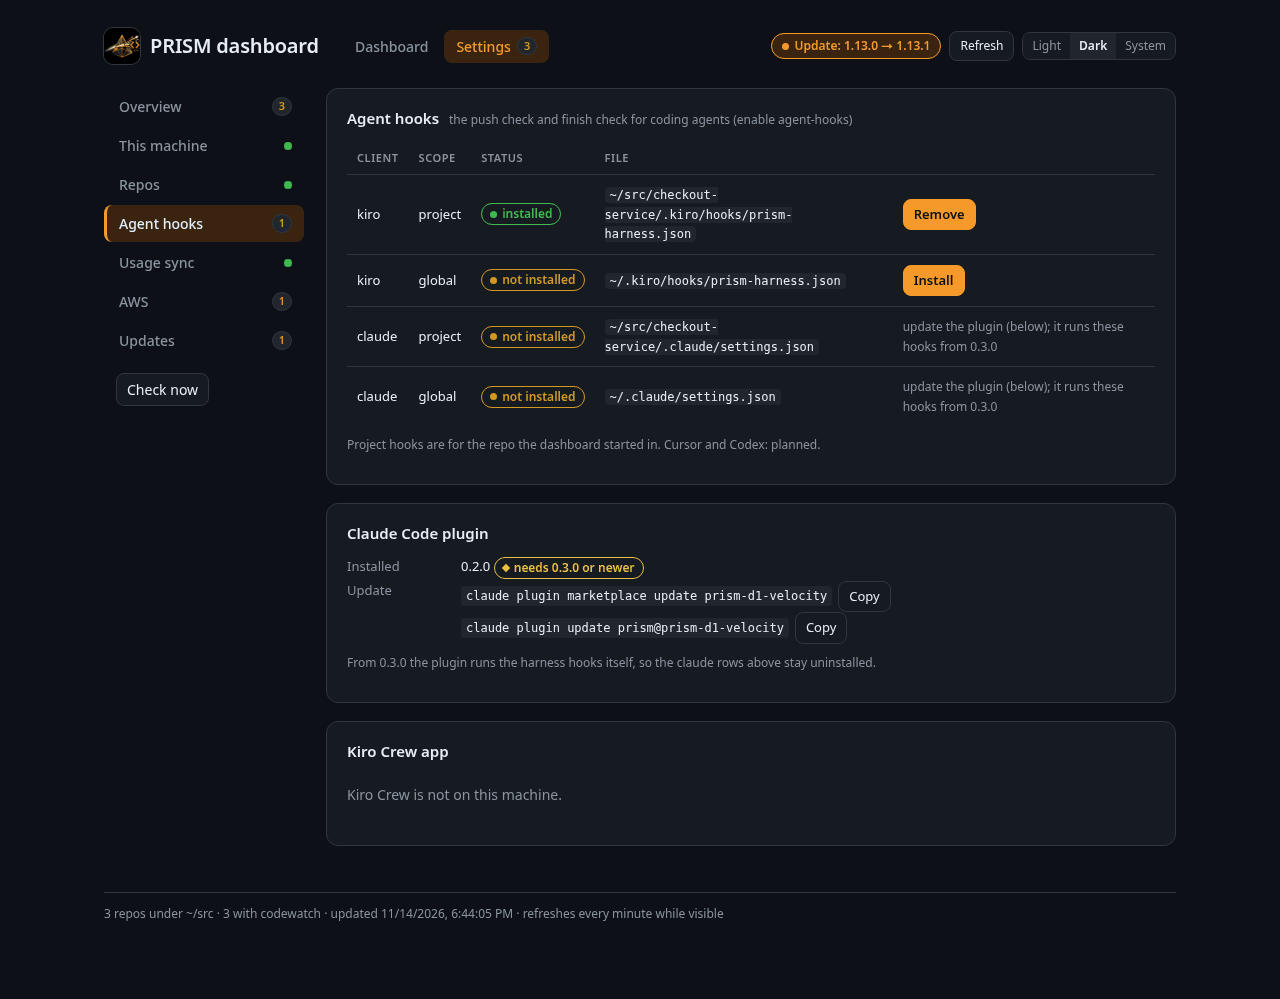 PRISM dashboard
Dashboard
Settings 3
Update: 1.13.0 → 1.13.1
Refresh
Light
Dark
System
Overview 3
This machine
Repos
Agent hooks 1
Usage sync
AWS 1
Updates 1
Check now
Agent hooks the push check and finish check for coding agents (enable agent-hooks)
CLIENT SCOPE STATUS FILE
kiro project installed ~/src/checkout-
service/.kiro/hooks/prism-
harness.json
Remove
kiro global not installed ~/.kiro/hooks/prism-harness.json Install
claude project not installed ~/src/checkout-
service/.claude/settings.json
update the plugin (below); it runs these
hooks from 0.3.0
claude global not installed ~/.claude/settings.json
update the plugin (below); it runs these
hooks from 0.3.0
Project hooks are for the repo the dashboard started in. Cursor and Codex: planned.
Claude Code plugin
Installed 0.2.0 ◆ needs 0.3.0 or newer
Update claude plugin marketplace update prism-d1-velocity Copy
claude plugin update prism@prism-d1-velocity Copy
From 0.3.0 the plugin runs the harness hooks itself, so the claude rows above stay uninstalled.
Kiro Crew app
Kiro Crew is not on this machine.
3 repos under ~/src · 3 with codewatch · updated 11/14/2026, 6:44:05 PM · refreshes every minute while visible